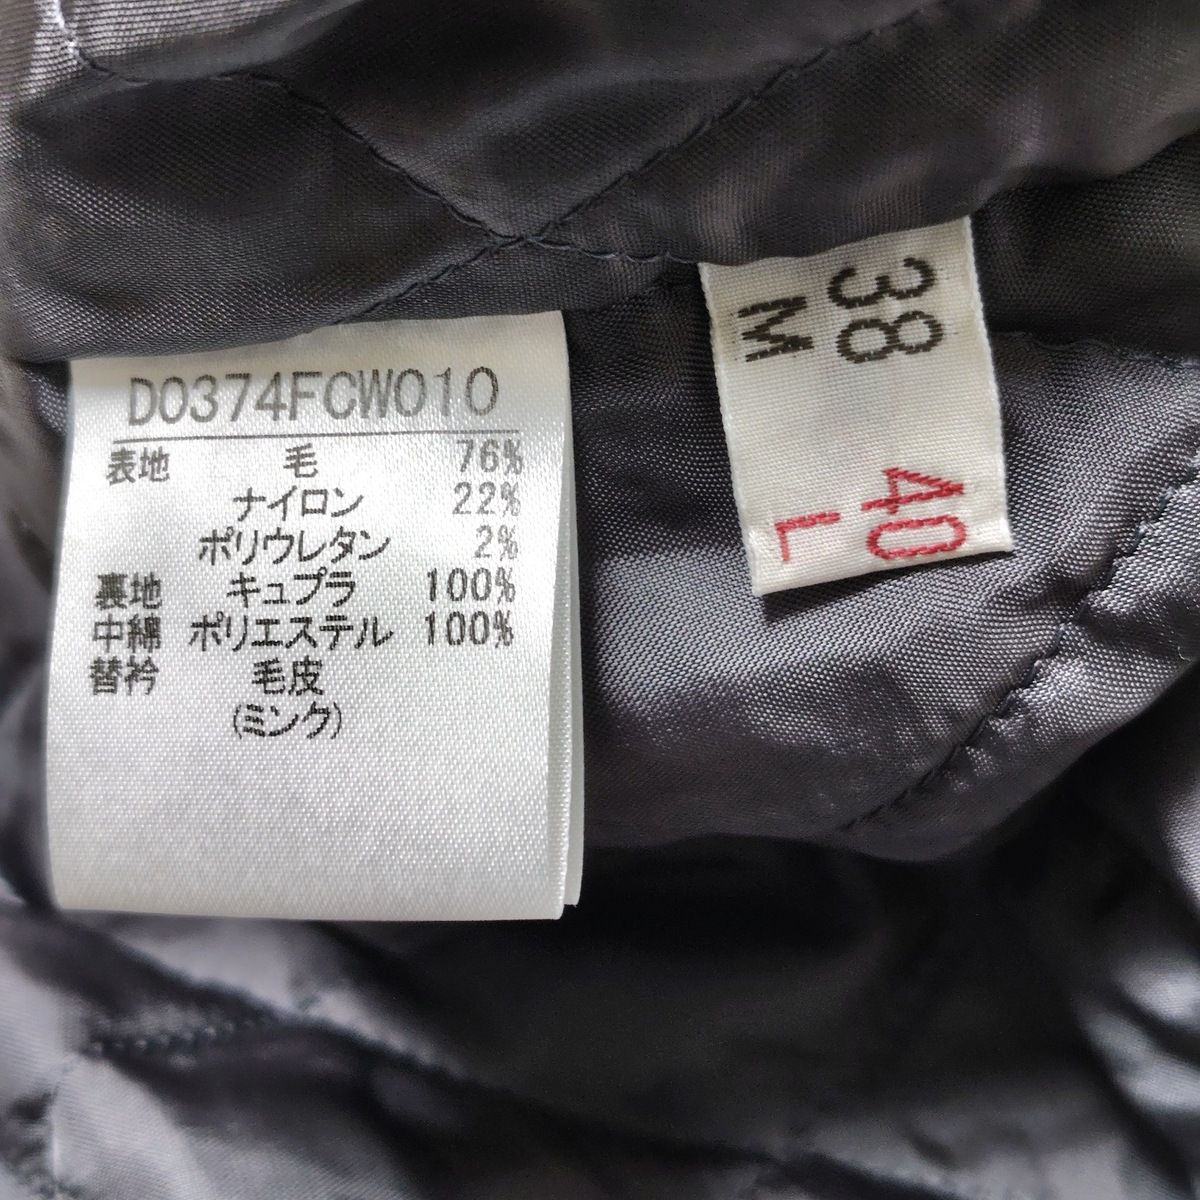 D0374FCW010
表地 毛 76%
ナイロン 22%
ポリウレタン 2%
裏地 キュプラ 100%
中綿 ポリエステル 100%
替衿 毛皮
(ミンク)
38 40
M L